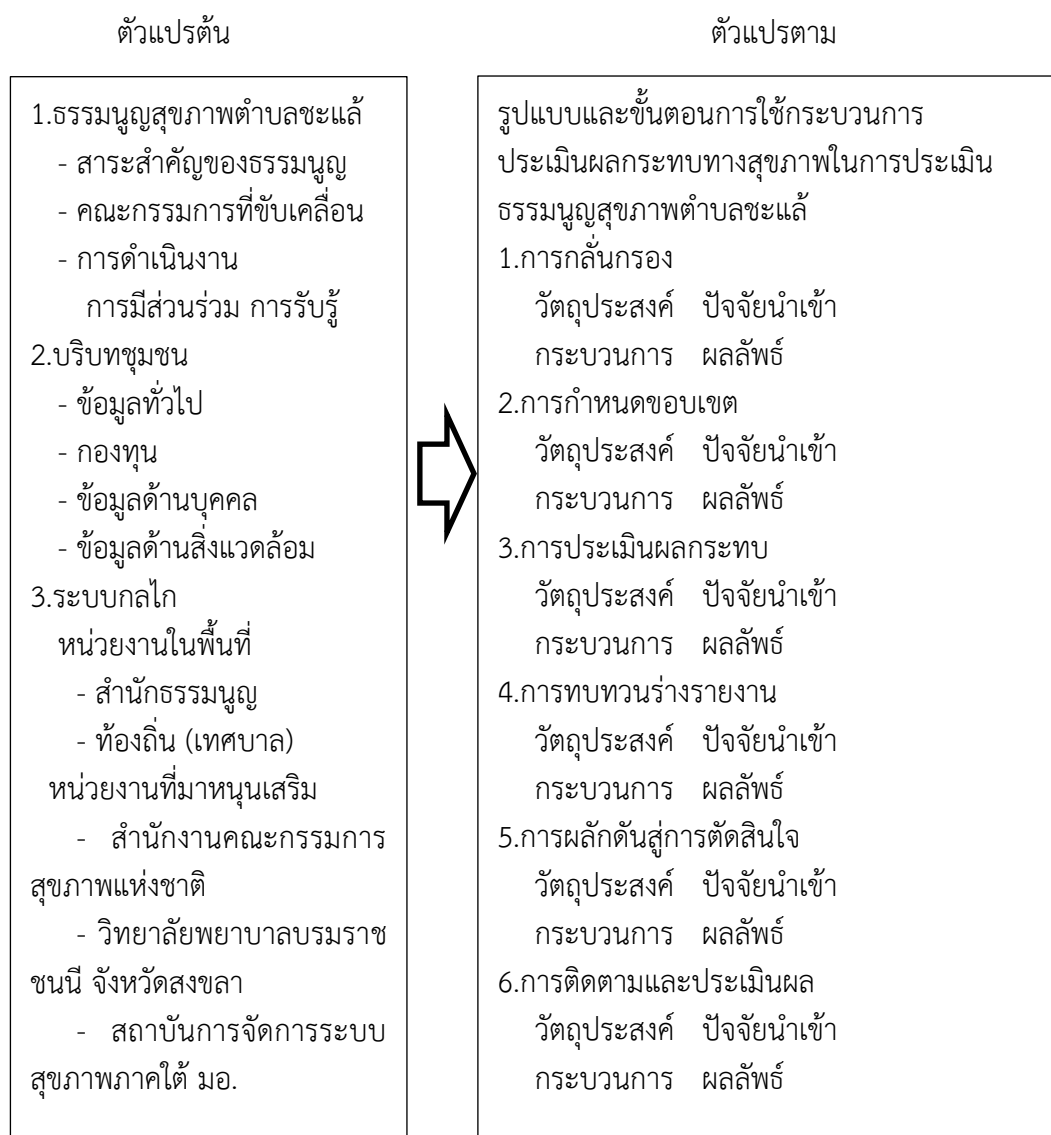 ตัวแปรต้น
ตัวแปรตาม
1.ธรรมนูญสุขภาพตำบลชะแล้
- สาระสำคัญของธรรมนูญ
- คณะกรรมการที่ขับเคลื่อน
- การดำเนินงาน
การมีส่วนร่วม การรับรู้
2.บริบทชุมชน
- ข้อมูลทั่วไป
- กองทุน
- ข้อมูลด้านบุคคล
- ข้อมูลด้านสิ่งแวดล้อม
3.ระบบกลไก
หน่วยงานในพื้นที่
- สำนักธรรมนูญ
- ท้องถิ่น (เทศบาล)
หน่วยงานที่มาหนุนเสริม
- สำนักงานคณะกรรมการ
สุขภาพแห่งชาติ
- วิทยาลัยพยาบาลบรมราช
ชนนี จังหวัดสงขลา
- สถาบันการจัดการระบบ
สุขภาพภาคใต้ มอ.
รูปแบบและขั้นตอนการใช้กระบวนการ
ประเมินผลกระทบทางสุขภาพในการประเมิน
ธรรมนูญสุขภาพตำบลชะแล้
1.การกลั่นกรอง
วัตถุประสงค์ ปัจจัยนำเข้า
กระบวนการ ผลลัพธ์
2.การกำหนดขอบเขต
วัตถุประสงค์ ปัจจัยนำเข้า
กระบวนการ ผลลัพธ์
3.การประเมินผลกระทบ
วัตถุประสงค์ ปัจจัยนำเข้า
กระบวนการ ผลลัพธ์
4.การทบทวนร่างรายงาน
วัตถุประสงค์ ปัจจัยนำเข้า
กระบวนการ ผลลัพธ์
5.การผลักดันสู่การตัดสินใจ
วัตถุประสงค์ ปัจจัยนำเข้า
กระบวนการ ผลลัพธ์
6.การติดตามและประเมินผล
วัตถุประสงค์ ปัจจัยนำเข้า
กระบวนการ ผลลัพธ์